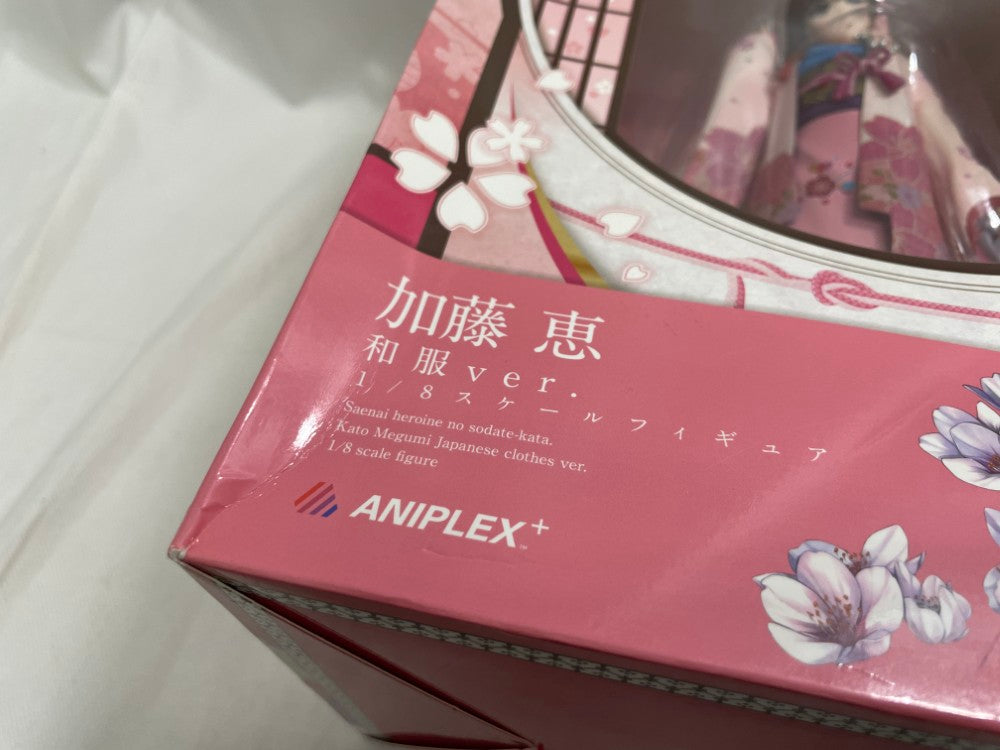 加藤 恵
和服ver.
1/8スケールフィギュア
Saenai heroine no sodate-kata.
Kato Megumi Japanese clothes ver.
1/8 scale figure
ANIPLEX+